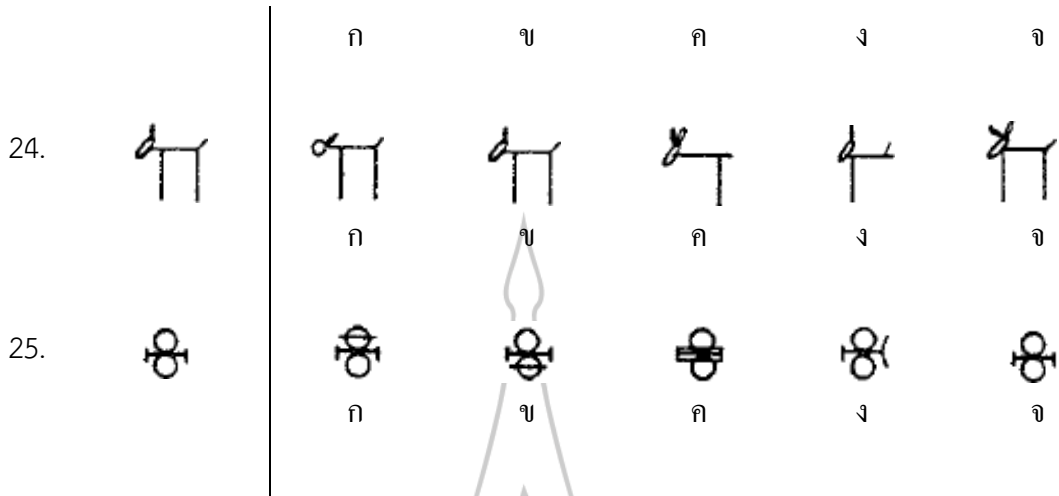 ก ข ค ง จ
24.
ก ข ค ง จ
25.
ก ข ค ง จ